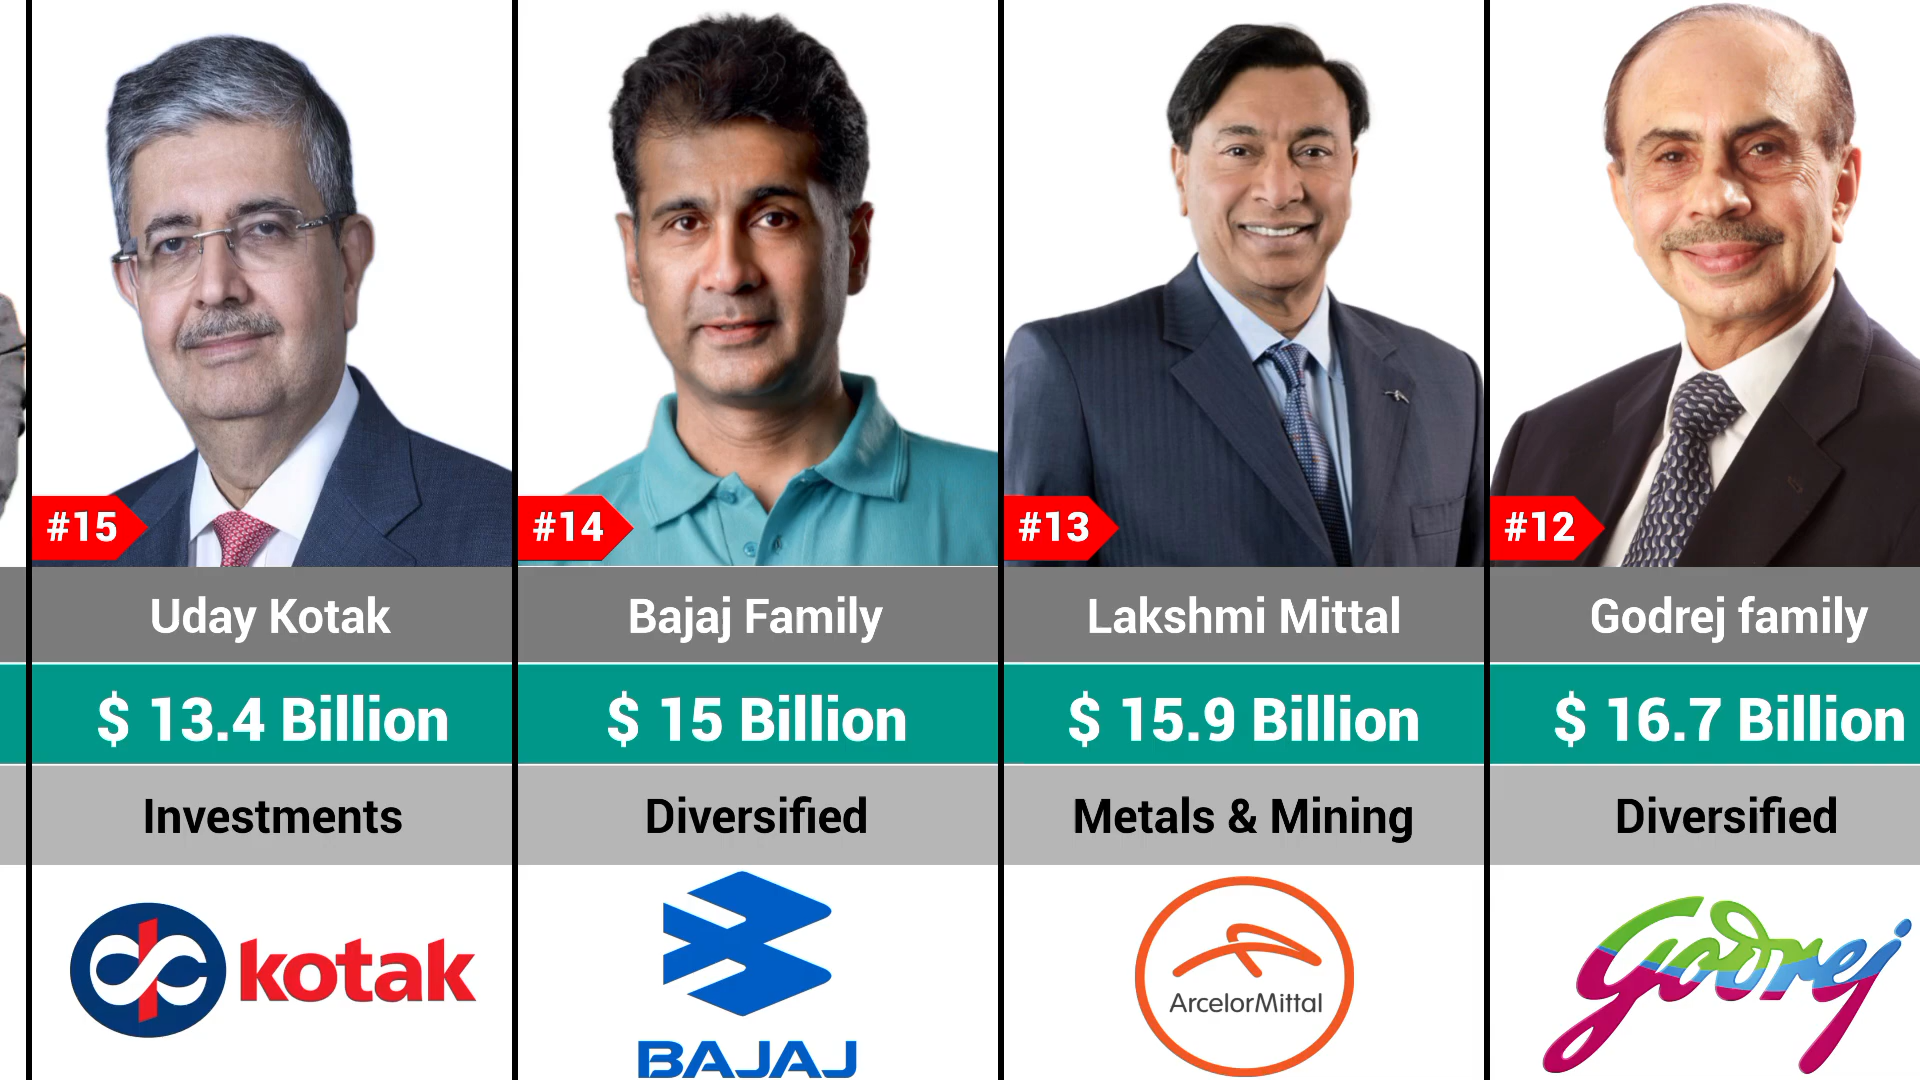 #15
Uday Kotak
$ 13.4 Billion
Investments
kotak
#14
Bajaj Family
$ 15 Billion
Diversified
BAJAJ
#13
Lakshmi Mittal
$ 15.9 Billion
Metals & Mining
ArcelorMittal
#12
Godrej family
$ 16.7 Billion
Diversified
Godrej